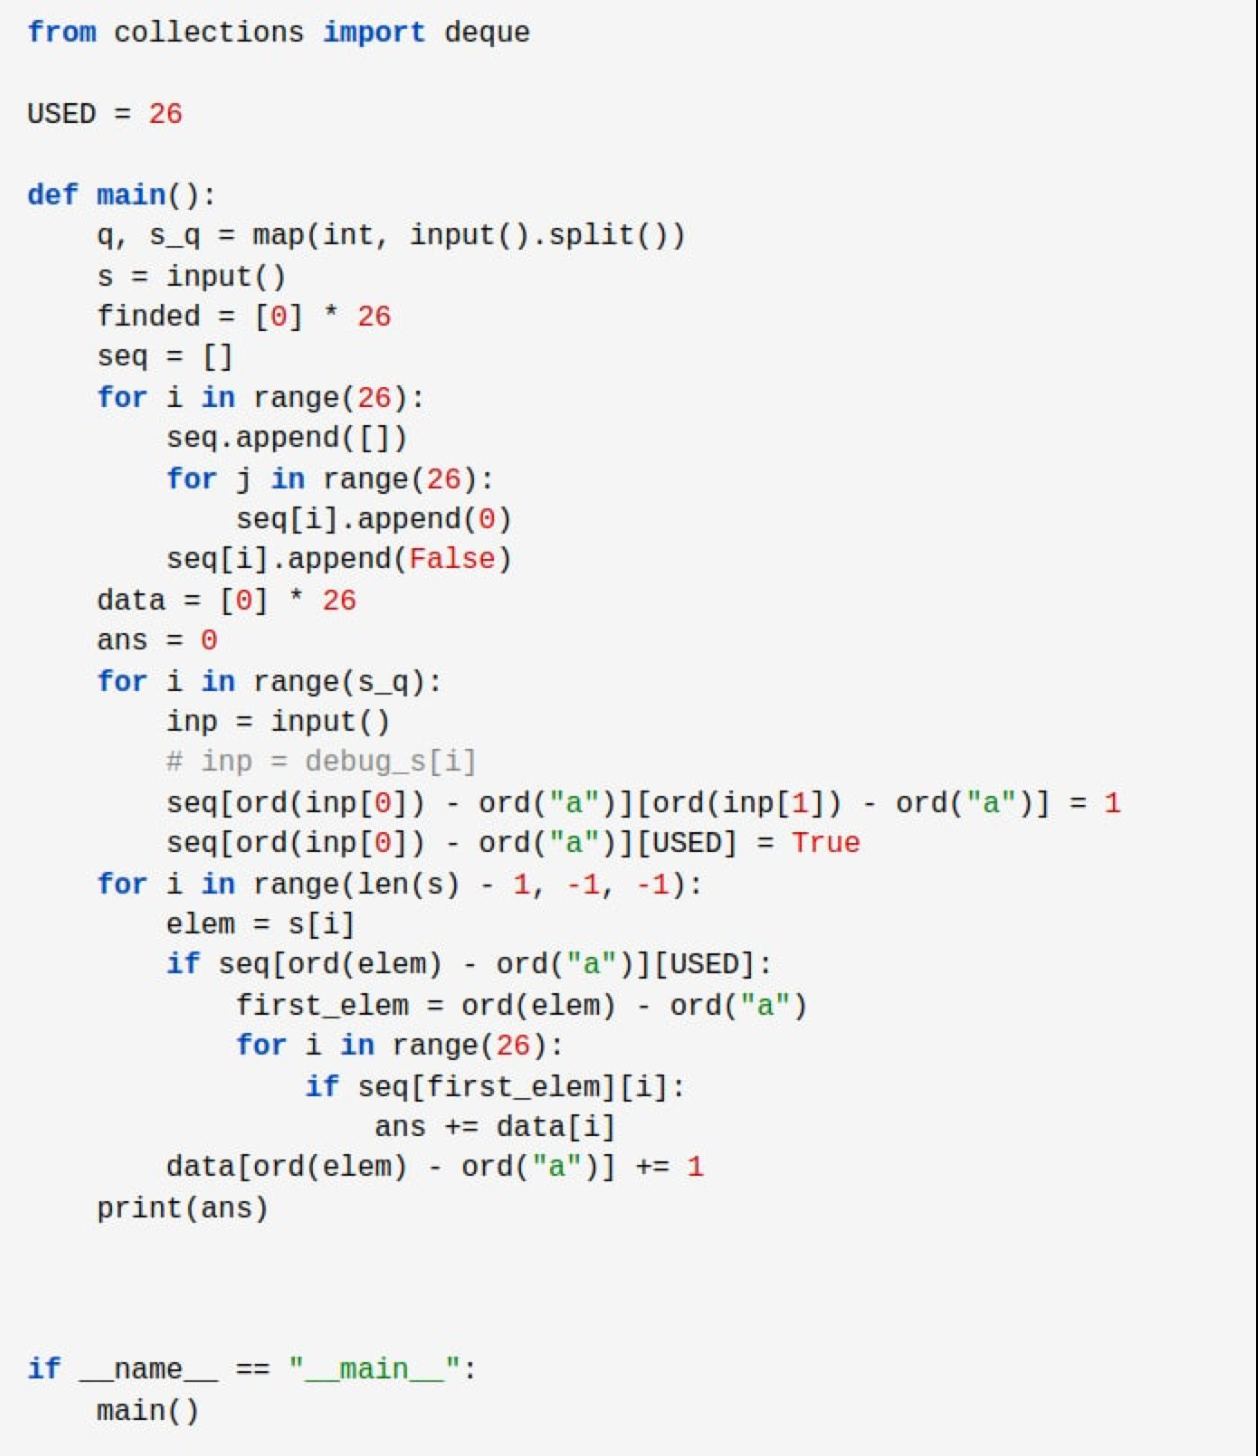 from collections import deque
USED = 26
def main():
    q, s_q = map(int, input().split())
    s = input()
    finded = [0] * 26
    seq = []
    for i in range(26):
        seq.append([])
        for j in range(26):
            seq[i].append(0)
        seq[i].append(False)
    data = [0] * 26
    ans = 0
    for i in range(s_q):
        inp = input()
        # inp = debug_s[i]
        seq[ord(inp[0]) - ord("a")][ord(inp[1]) - ord("a")] = 1
        seq[ord(inp[0]) - ord("a")][USED] = True
    for i in range(len(s) - 1, -1, -1):
        elem = s[i]
        if seq[ord(elem) - ord("a")][USED]:
            first_elem = ord(elem) - ord("a")
            for i in range(26):
                if seq[first_elem][i]:
                    ans += data[i]
        data[ord(elem) - ord("a")] += 1
    print(ans)
if __name__ == "__main__":
    main()